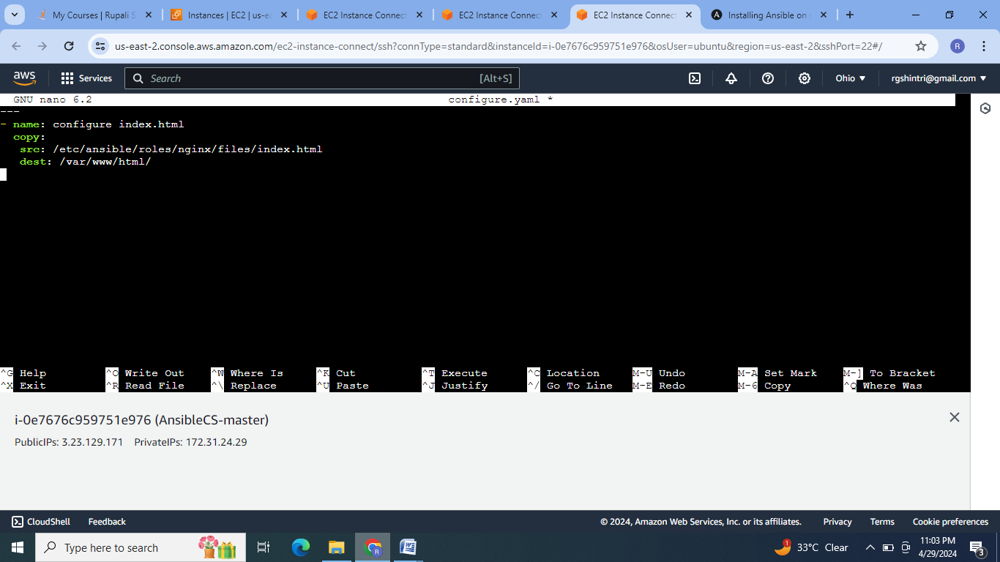 My Courses | Rupali S
Instances | EC2 | us-ea
EC2 Instance Connect
EC2 Instance Connect
EC2 Instance Connect
Installing Ansible on s
us-east-2.console.aws.amazon.com/ec2-instance-connect/ssh?connType=standard&instanceId=i-0e7676c959751e976&osUser=ubuntu&region=us-east-2&sshPort=22#/
R
aws
Services
Search
[Alt+S]
Ohio
rgshintri@gmail.com
GNU nano 6.2 configure.yaml *
---
- name: configure index.html
copy:
src: /etc/ansible/roles/nginx/files/index.html
dest: /var/www/html/
^G Help ^O Write Out ^W Where Is ^K Cut ^T Execute ^C Location M-U Undo M-A Set Mark M-] To Bracket
^X Exit ^R Read File ^\ Replace ^U Paste ^J Justify ^/ Go To Line M-E Redo M-6 Copy ^Q Where Was
i-0e7676c959751e976 (AnsibleCS-master)
PublicIPs: 3.23.129.171 PrivateIPs: 172.31.24.29
CloudShell
Feedback
© 2024, Amazon Web Services, Inc. or its affiliates.
Privacy
Terms
Cookie preferences
Type here to search
R
W
1
33°C Clear
11:03 PM
4/29/2024
3